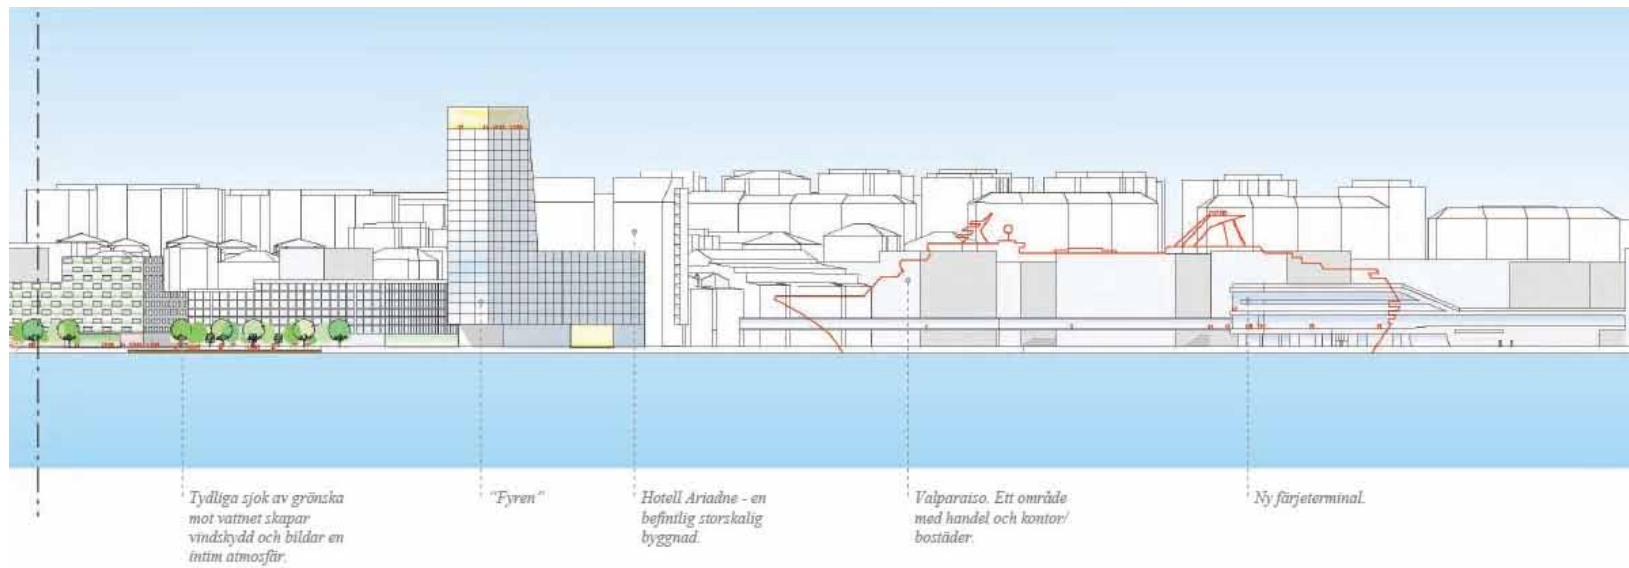 Tydliga sjok av grönska
mot vattnet skapar
vindskydd och bildar en
intim atmosfär.
"Fyren"
Hotell Ariadne - en
befintlig storskalig
byggnad.
Valparaiso. Ett område
med handel och kontor/
bostäder.
Ny färjeterminal.